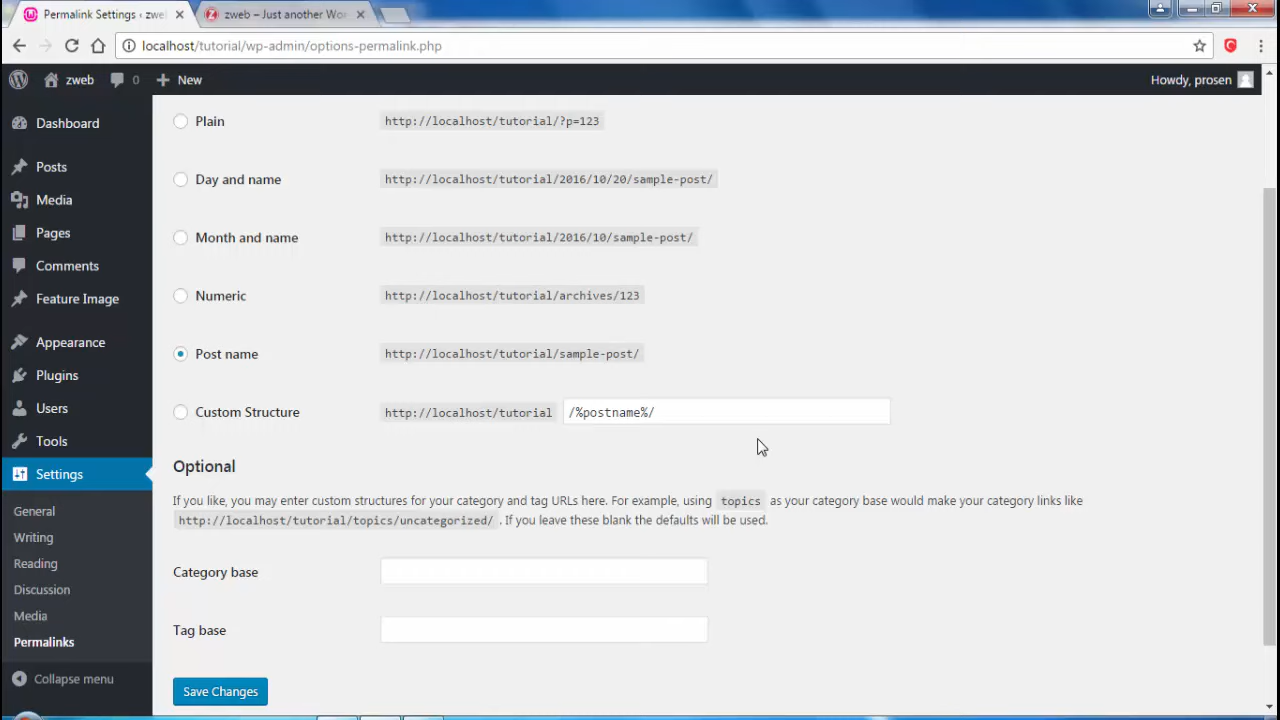 Permalink Settings ‹ zwe
zweb – Just another Wor
localhost/tutorial/wp-admin/options-permalink.php
zweb 0 New Howdy, prosen
Dashboard
Posts
Media
Pages
Comments
Feature Image
Appearance
Plugins
Users
Tools
Settings
General
Writing
Reading
Discussion
Media
Permalinks
Collapse menu
Plain http://localhost/tutorial/?p=123
Day and name http://localhost/tutorial/2016/10/20/sample-post/
Month and name http://localhost/tutorial/2016/10/sample-post/
Numeric http://localhost/tutorial/archives/123
Post name http://localhost/tutorial/sample-post/
Custom Structure http://localhost/tutorial /%postname%/
Optional
If you like, you may enter custom structures for your category and tag URLs here. For example, using topics as your category base would make your category links like
http://localhost/tutorial/topics/uncategorized/ . If you leave these blank the defaults will be used.
Category base
Tag base
Save Changes